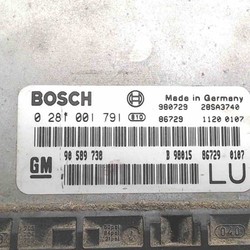 BOSCH
Made in Germany
980729 28SA3740
0 281 001 791 B10 86729 1120 0107
GM 90 589 738 B 98015 86729 0107
LU